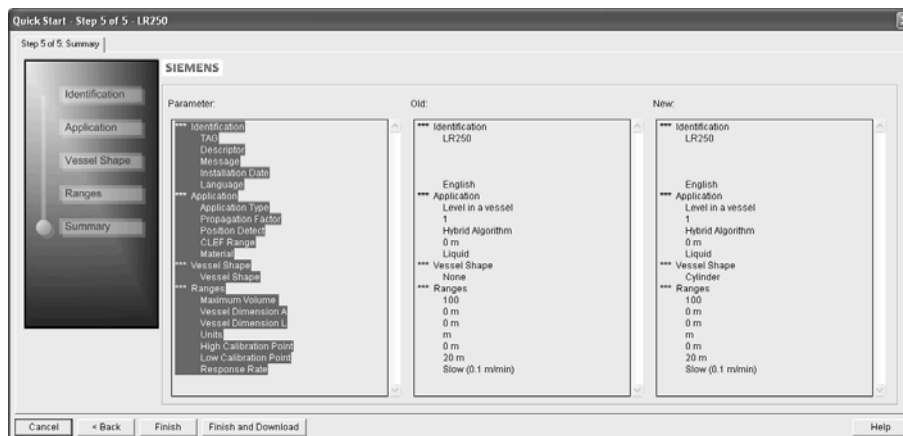 Quick Start - Step 5 of 5 - LR250
Step 5 of 5: Summary
SIEMENS
Identification
Application
Vessel Shape
Ranges
Summary
Parameter:
*** Identification
TAG
Descriptor
Message
Installation Date
Language
*** Application
Application Type
Propagation Factor
Position Detect
CLEF Range
Material
*** Vessel Shape
Vessel Shape
*** Ranges
Maximum Volume
Vessel Dimension A
Vessel Dimension L
Units
High Calibration Point
Low Calibration Point
Response Rate
Old:
*** Identification
LR250
English
*** Application
Level in a vessel
1
Hybrid Algorithm
0 m
Liquid
*** Vessel Shape
None
*** Ranges
100
0 m
0 m
m
0 m
20 m
Slow (0.1 m/min)
New:
*** Identification
LR250
English
*** Application
Level in a vessel
1
Hybrid Algorithm
0 m
Liquid
*** Vessel Shape
Cylinder
*** Ranges
100
0 m
0 m
m
0 m
20 m
Slow (0.1 m/min)
Cancel
< Back
Finish
Finish and Download
Help